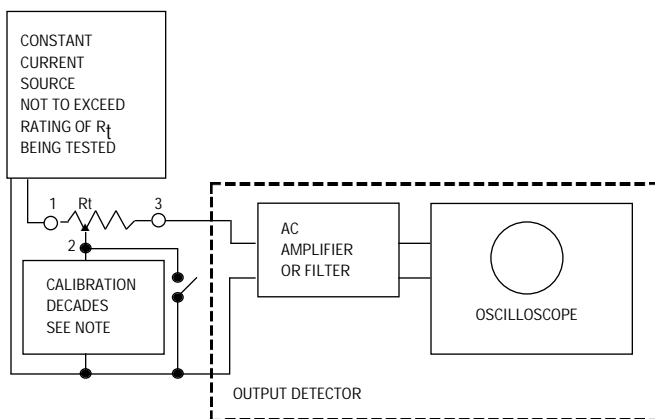 CONSTANT
CURRENT
SOURCE
NOT TO EXCEED
RATING OF Rt
BEING TESTED
1 Rt 3
2
CALIBRATION
DECADES
SEE NOTE
AC
AMPLIFIER
OR FILTER
OSCILLOSCOPE
OUTPUT DETECTOR